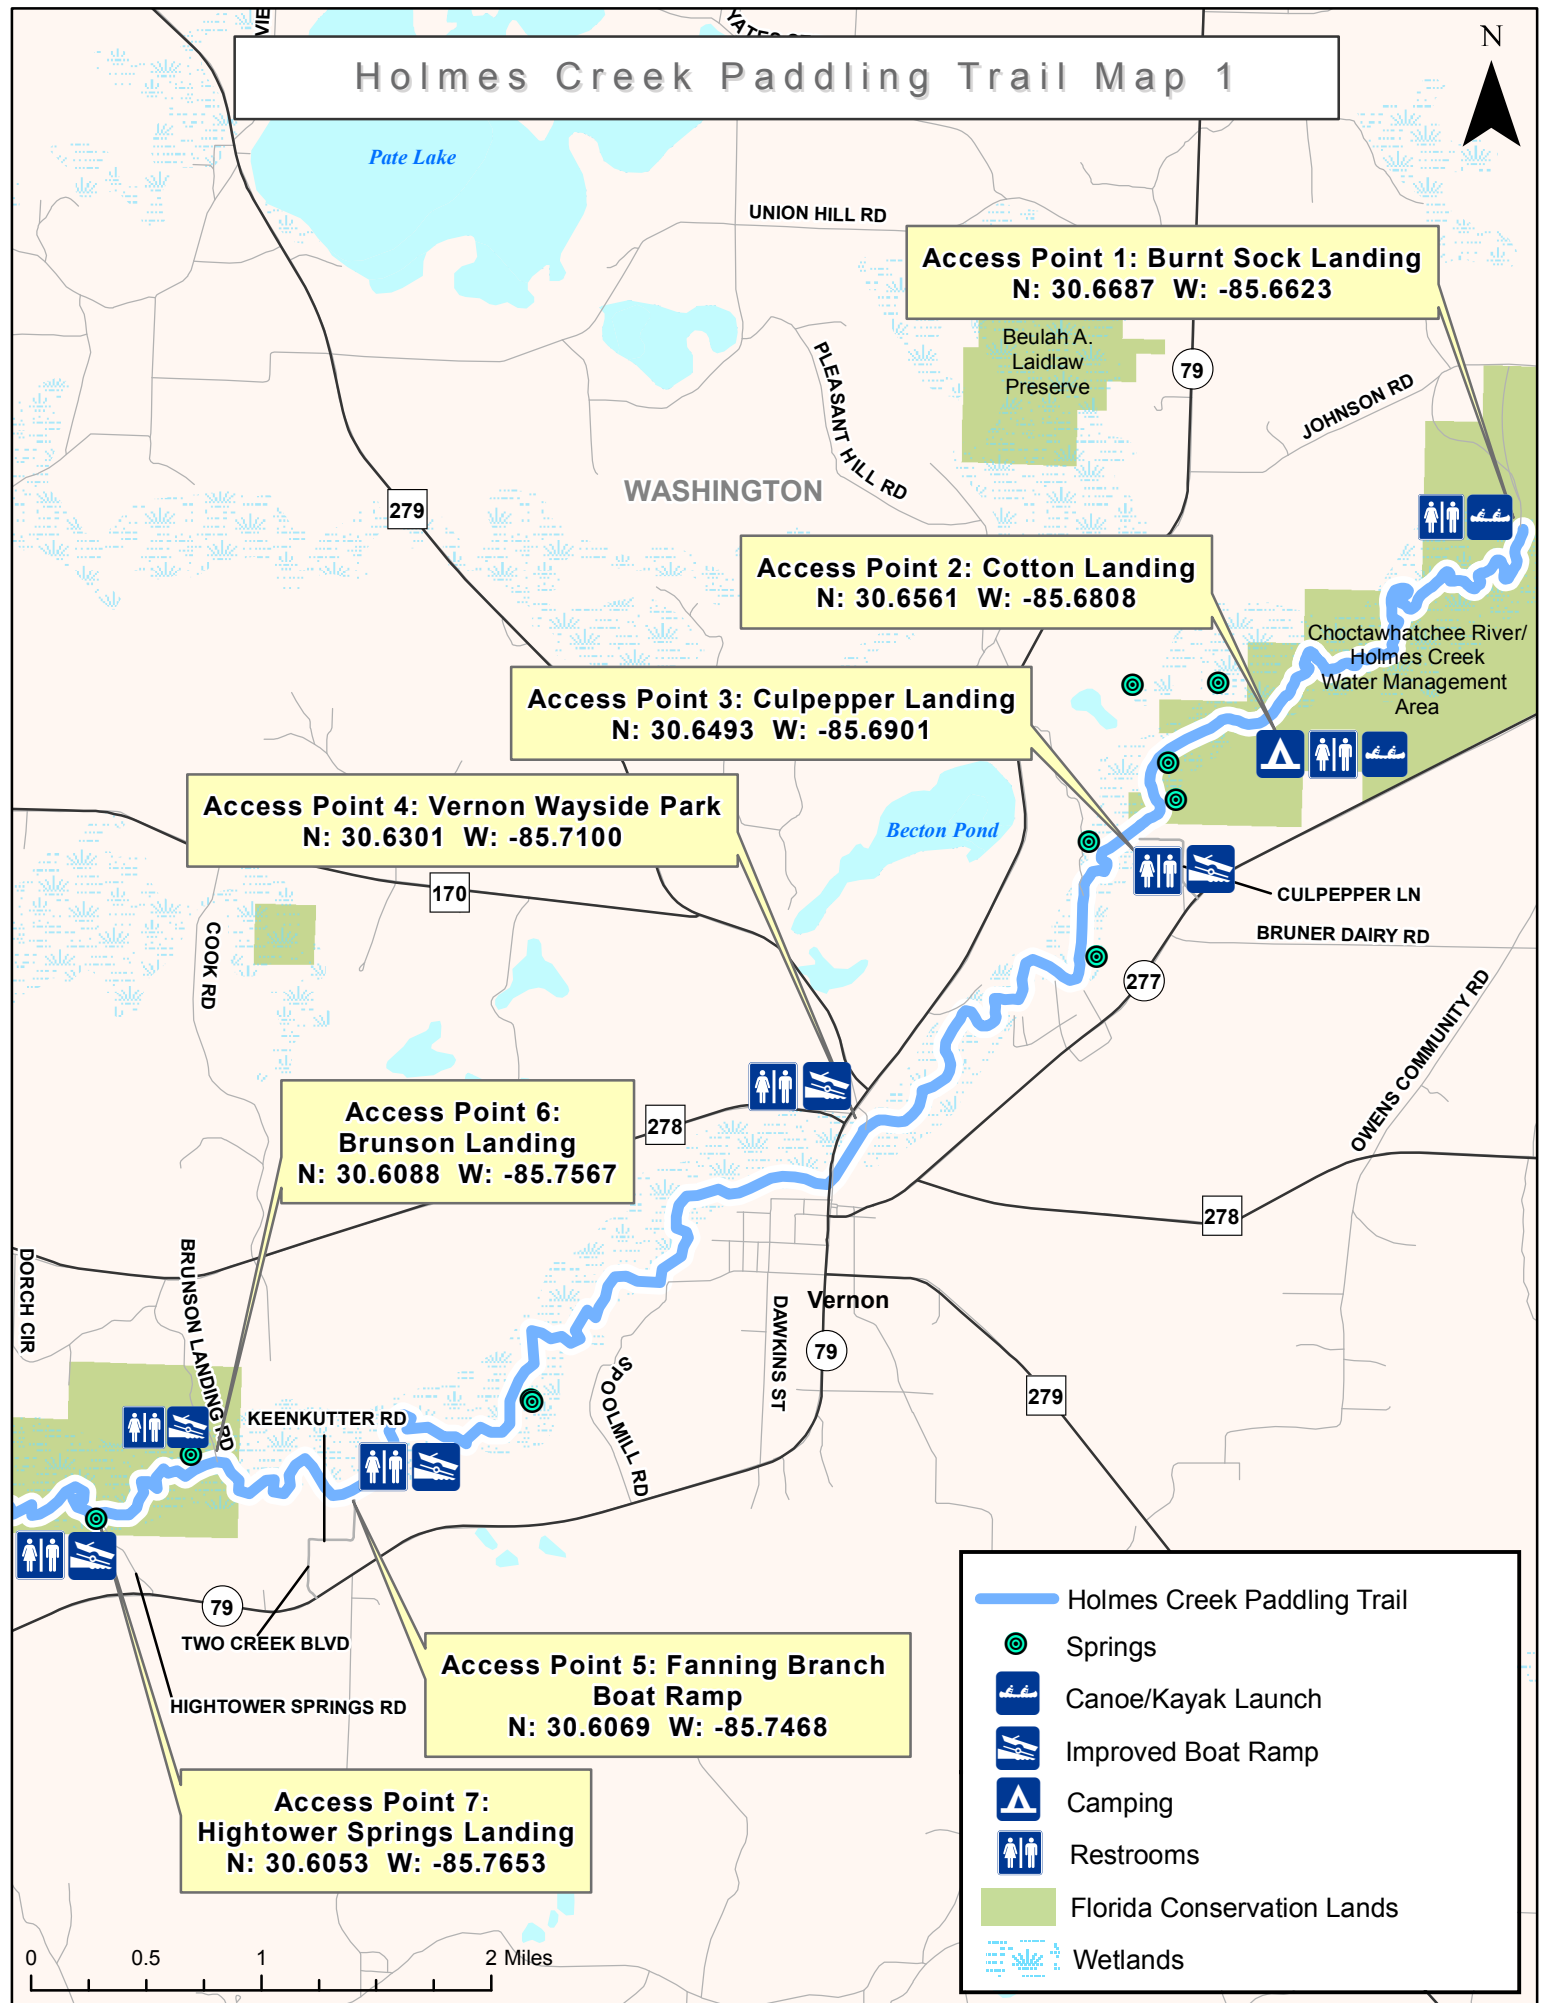 Holmes Creek Paddling Trail Map 1
N
Pate Lake
UNION HILL RD
Access Point 1: Burnt Sock Landing
N: 30.6687 W: -85.6623
Beulah A.
Laidlaw
Preserve
79
PLEASANT HILL RD
JOHNSON RD
WASHINGTON
279
Access Point 2: Cotton Landing
N: 30.6561 W: -85.6808
Choctawhatchee River/
Holmes Creek
Water Management
Area
Access Point 3: Culpepper Landing
N: 30.6493 W: -85.6901
Access Point 4: Vernon Wayside Park
N: 30.6301 W: -85.7100
Becton Pond
170
CULPEPPER LN
BRUNER DAIRY RD
COOK RD
277
OWENS COMMUNITY RD
Access Point 6:
Brunson Landing
N: 30.6088 W: -85.7567
278
278
DORCH CIR
BRUNSON LANDING RD
Vernon
DAWKINS ST
79
SPOOLMILL RD
279
KEENKUTTER RD
79
TWO CREEK BLVD
HIGHTOWER SPRINGS RD
Access Point 5: Fanning Branch
Boat Ramp
N: 30.6069 W: -85.7468
Access Point 7:
Hightower Springs Landing
N: 30.6053 W: -85.7653
Holmes Creek Paddling Trail
Springs
Canoe/Kayak Launch
Improved Boat Ramp
Camping
Restrooms
Florida Conservation Lands
Wetlands
0 0.5 1 2 Miles